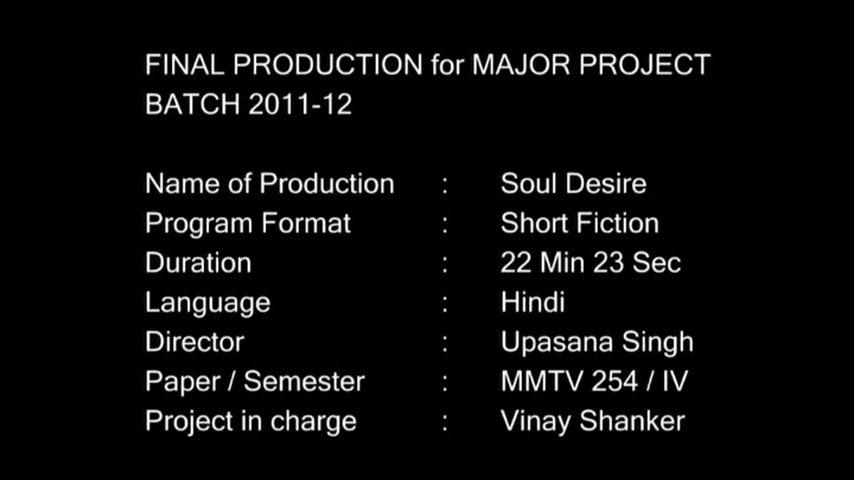 FINAL PRODUCTION for MAJOR PROJECT
BATCH 2011-12
Name of Production : Soul Desire
Program Format : Short Fiction
Duration : 22 Min 23 Sec
Language : Hindi
Director : Upasana Singh
Paper / Semester : MMTV 254 / IV
Project in charge : Vinay Shanker